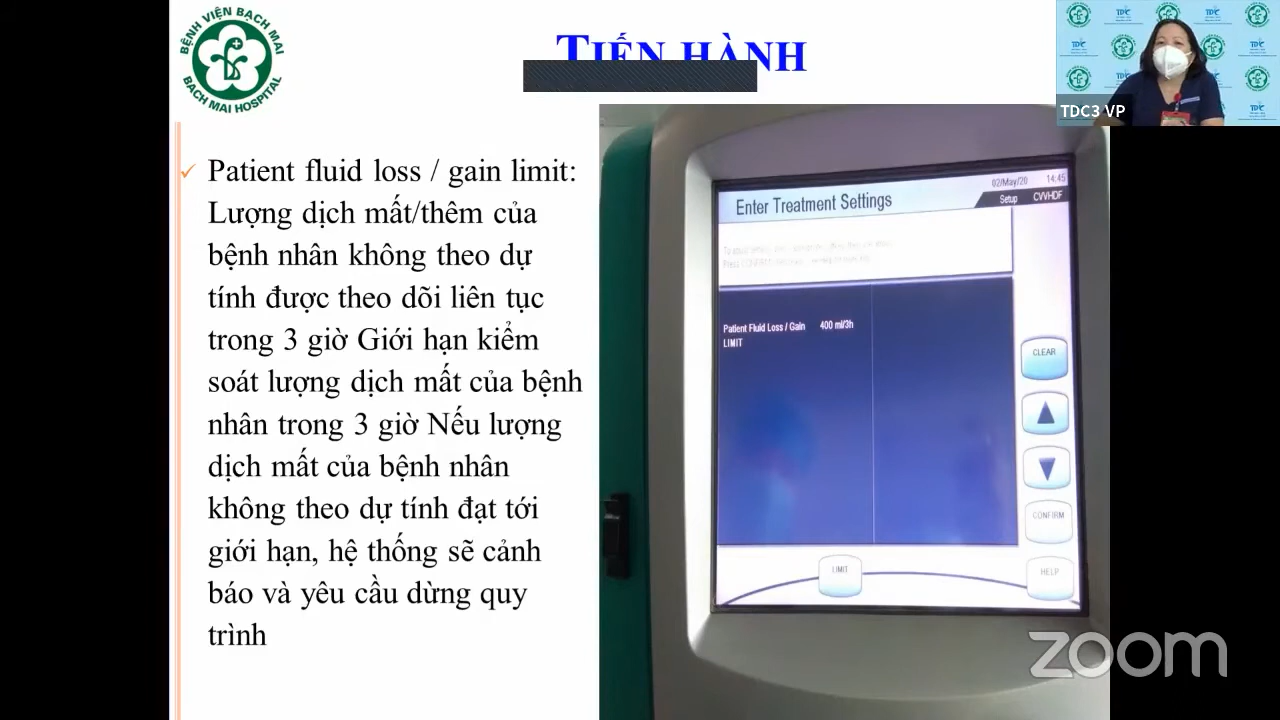 BỆNH VIỆN BẠCH MAI
BACH MAI HOSPITAL
TIẾN HÀNH
TDC3 VP
✓ Patient fluid loss / gain limit:
Lượng dịch mất/thêm của
bệnh nhân không theo dự
tính được theo dõi liên tục
trong 3 giờ Giới hạn kiểm
soát lượng dịch mất của bệnh
nhân trong 3 giờ Nếu lượng
dịch mất của bệnh nhân
không theo dự tính đạt tới
giới hạn, hệ thống sẽ cảnh
báo và yêu cầu dừng quy
trình
02/May/20 14:45
Enter Treatment Settings
Setup CVVHDF
Patient Fluid Loss / Gain 400 ml/3h
LIMIT
CLEAR
CONFIRM
LIMIT
HELP
zoom